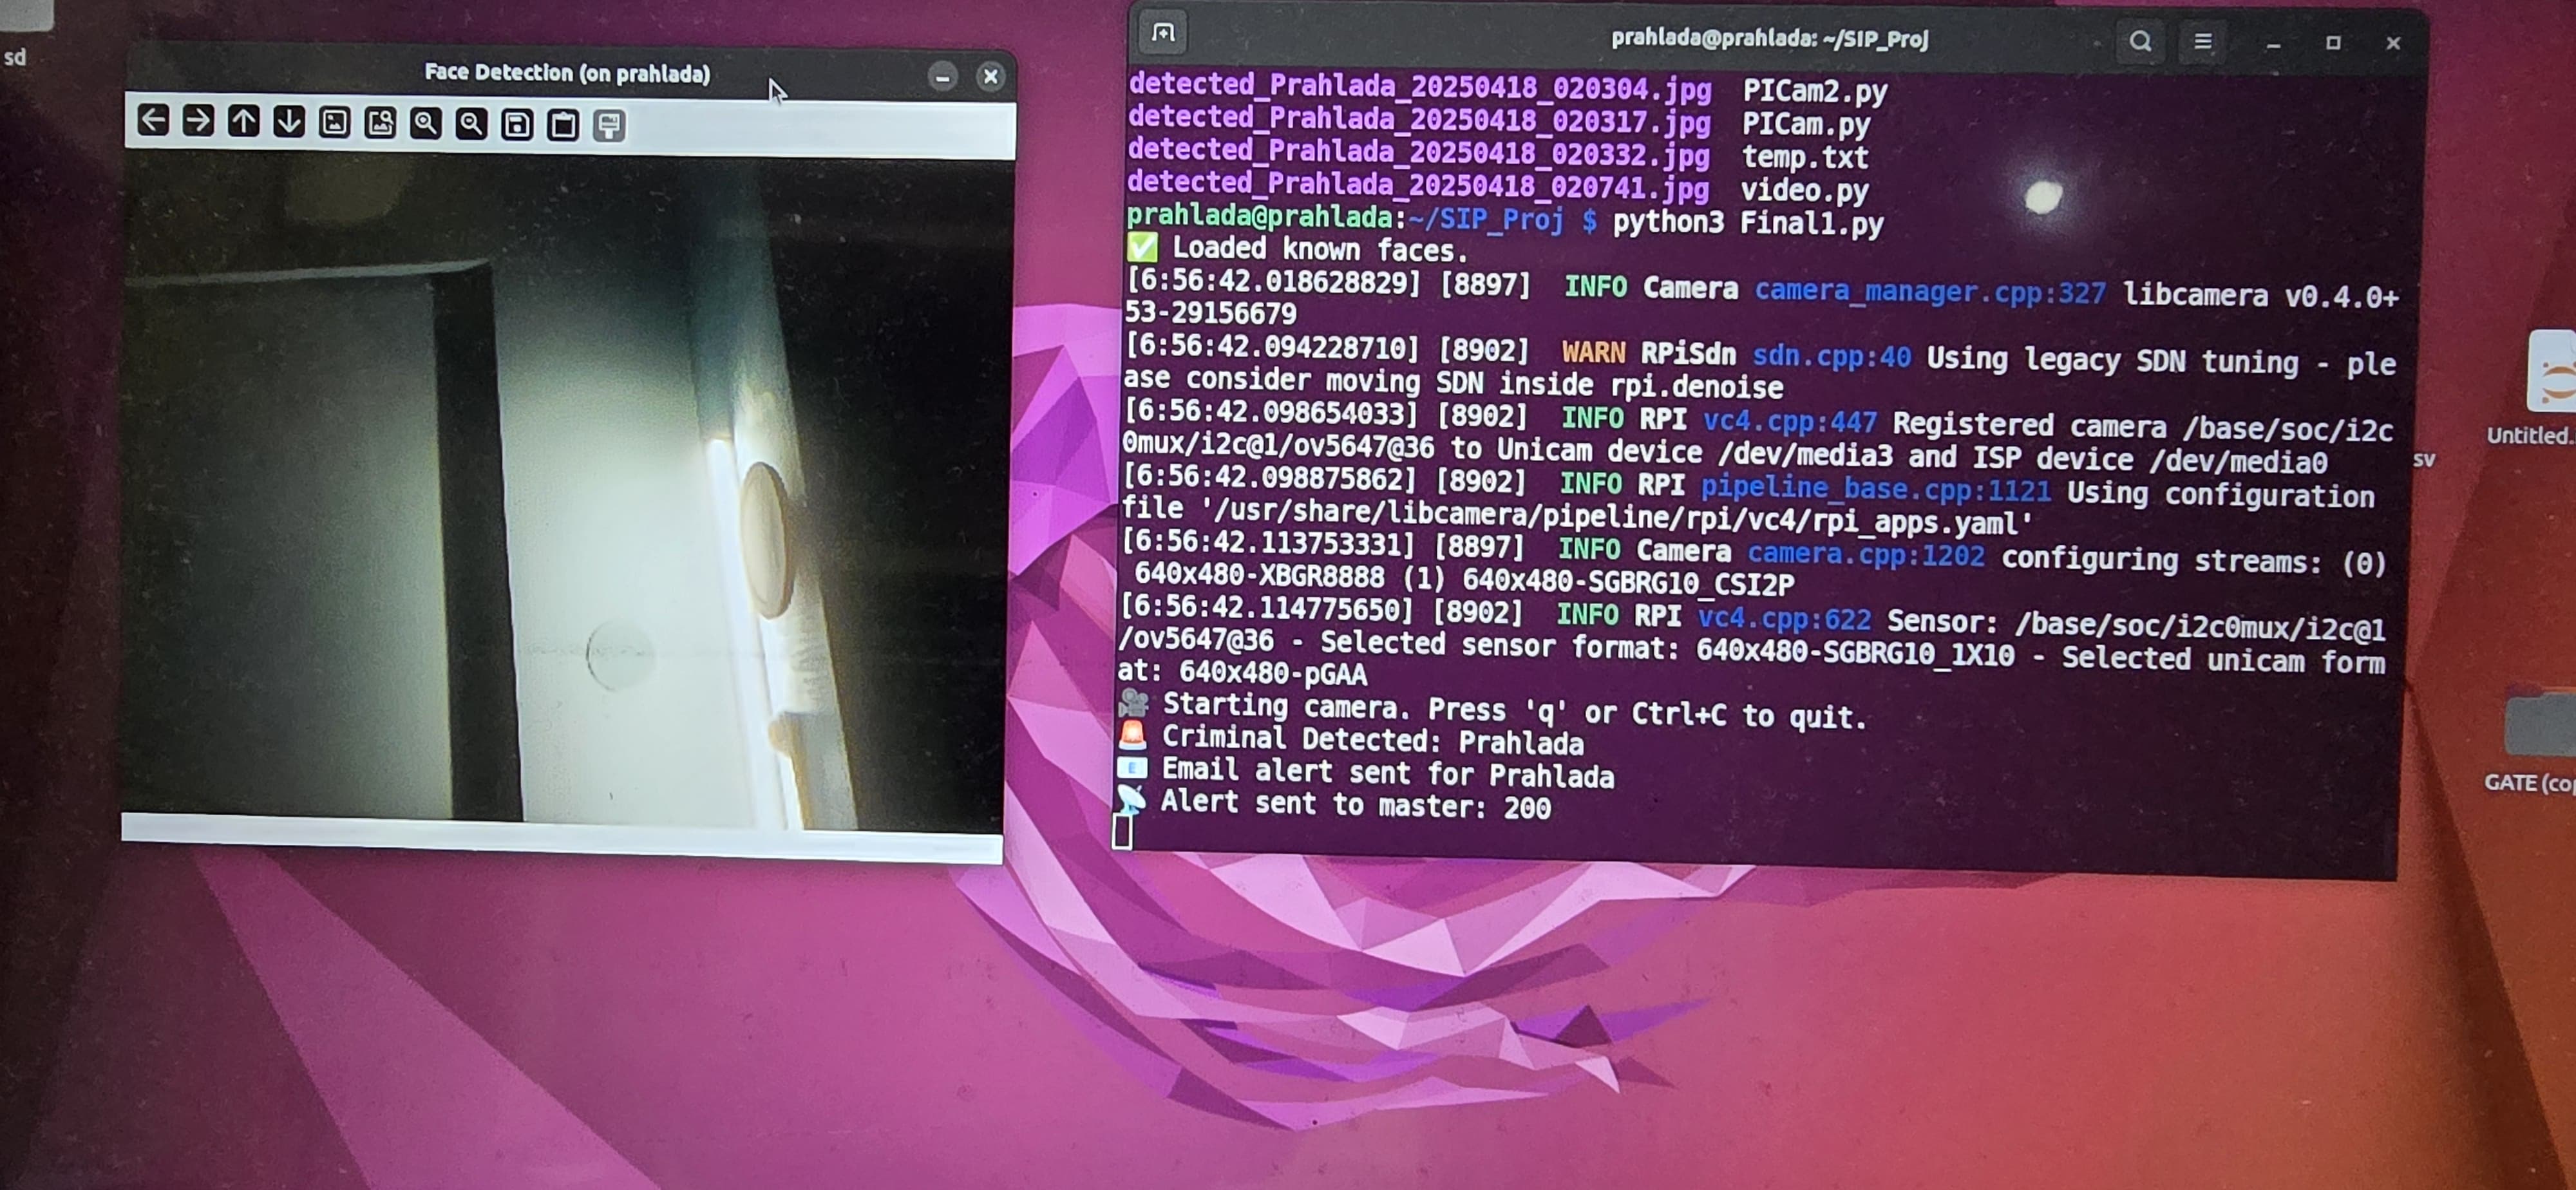 sd
Face Detection (on prahlada)
prahlada@prahlada: ~/SIP_Proj
detected_Prahlada_20250418_020304.jpg PICam2.py
detected_Prahlada_20250418_020317.jpg PICam.py
detected_Prahlada_20250418_020332.jpg temp.txt
detected_Prahlada_20250418_020741.jpg video.py
prahlada@prahlada:~/SIP_Proj $ python3 Final1.py
✅ Loaded known faces.
[6:56:42.018628829] [8897] INFO Camera camera_manager.cpp:327 libcamera v0.4.0+
53-29156679
[6:56:42.094228710] [8902] WARN RPiSdn sdn.cpp:40 Using legacy SDN tuning - ple
ase consider moving SDN inside rpi.denoise
[6:56:42.098654033] [8902] INFO RPI vc4.cpp:447 Registered camera /base/soc/i2c
0mux/i2c@1/ov5647@36 to Unicam device /dev/media3 and ISP device /dev/media0
[6:56:42.098875862] [8902] INFO RPI pipeline_base.cpp:1121 Using configuration
file '/usr/share/libcamera/pipeline/rpi/vc4/rpi_apps.yaml'
[6:56:42.113753331] [8897] INFO Camera camera.cpp:1202 configuring streams: (0)
640x480-XBGR8888 (1) 640x480-SGBRG10_CSI2P
[6:56:42.114775650] [8902] INFO RPI vc4.cpp:622 Sensor: /base/soc/i2c0mux/i2c@1
/ov5647@36 - Selected sensor format: 640x480-SGBRG10_1X10 - Selected unicam form
at: 640x480-pGAA
🎥 Starting camera. Press 'q' or Ctrl+C to quit.
🚨 Criminal Detected: Prahlada
📧 Email alert sent for Prahlada
📡 Alert sent to master: 200
Untitled.
sv
GATE (co